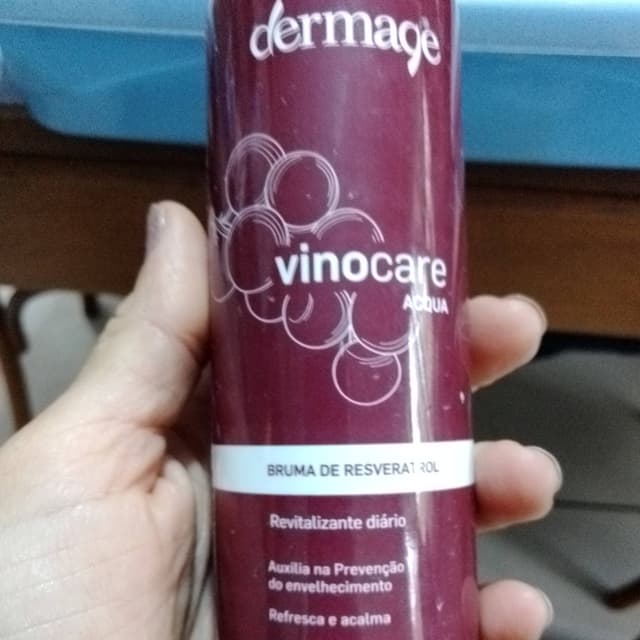 dermage
vinocare
ACQUA
BRUMA DE RESVERATROL
Revitalizante diário
Auxilia na Prevenção
do envelhecimento
Refresca e acalma